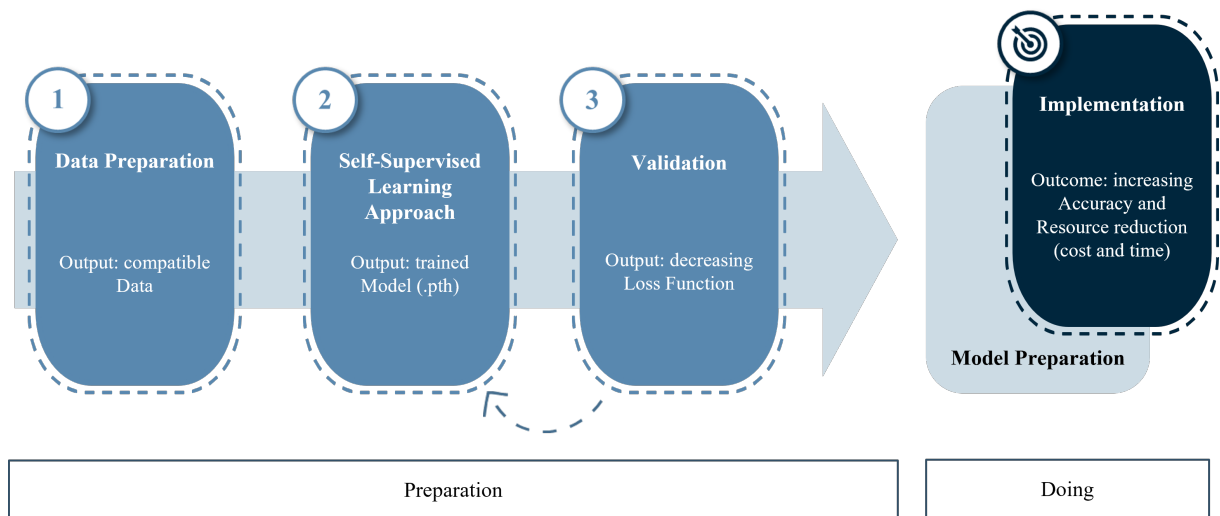 1
Data Preparation
Output: compatible
Data
2
Self-Supervised
Learning
Approach
Output: trained
Model (.pth)
3
Validation
Output: decreasing
Loss Function
Implementation
Outcome: increasing
Accuracy and
Resource reduction
(cost and time)
Model Preparation
Preparation
Doing